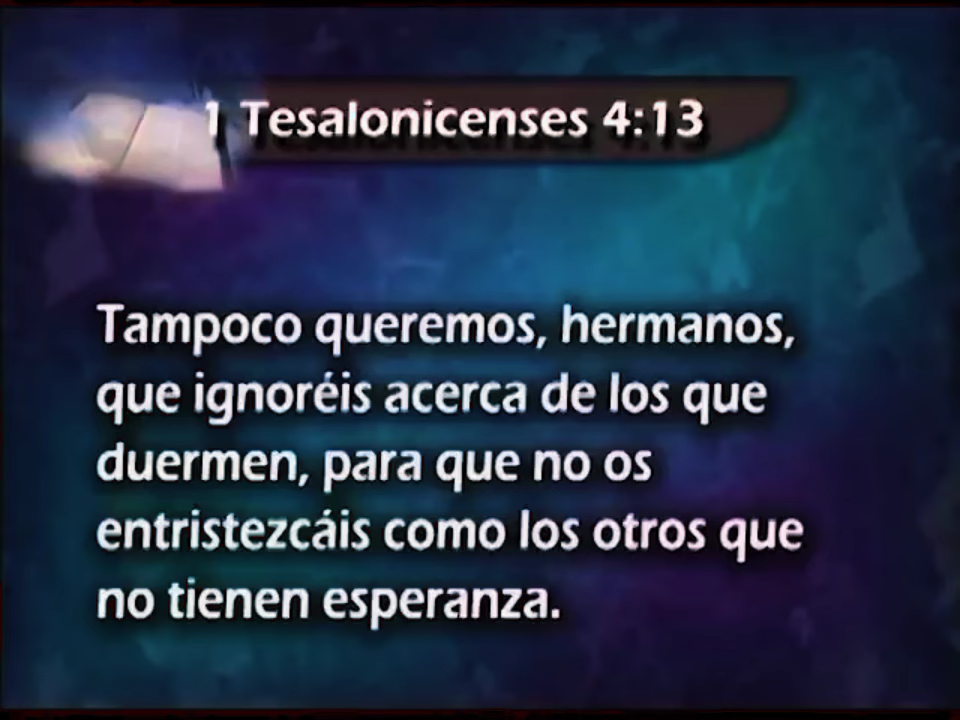 1 Tesalonicenses 4:13
Tampoco queremos, hermanos,
que ignoréis acerca de los que
duermen, para que no os
entristezcáis como los otros que
no tienen esperanza.